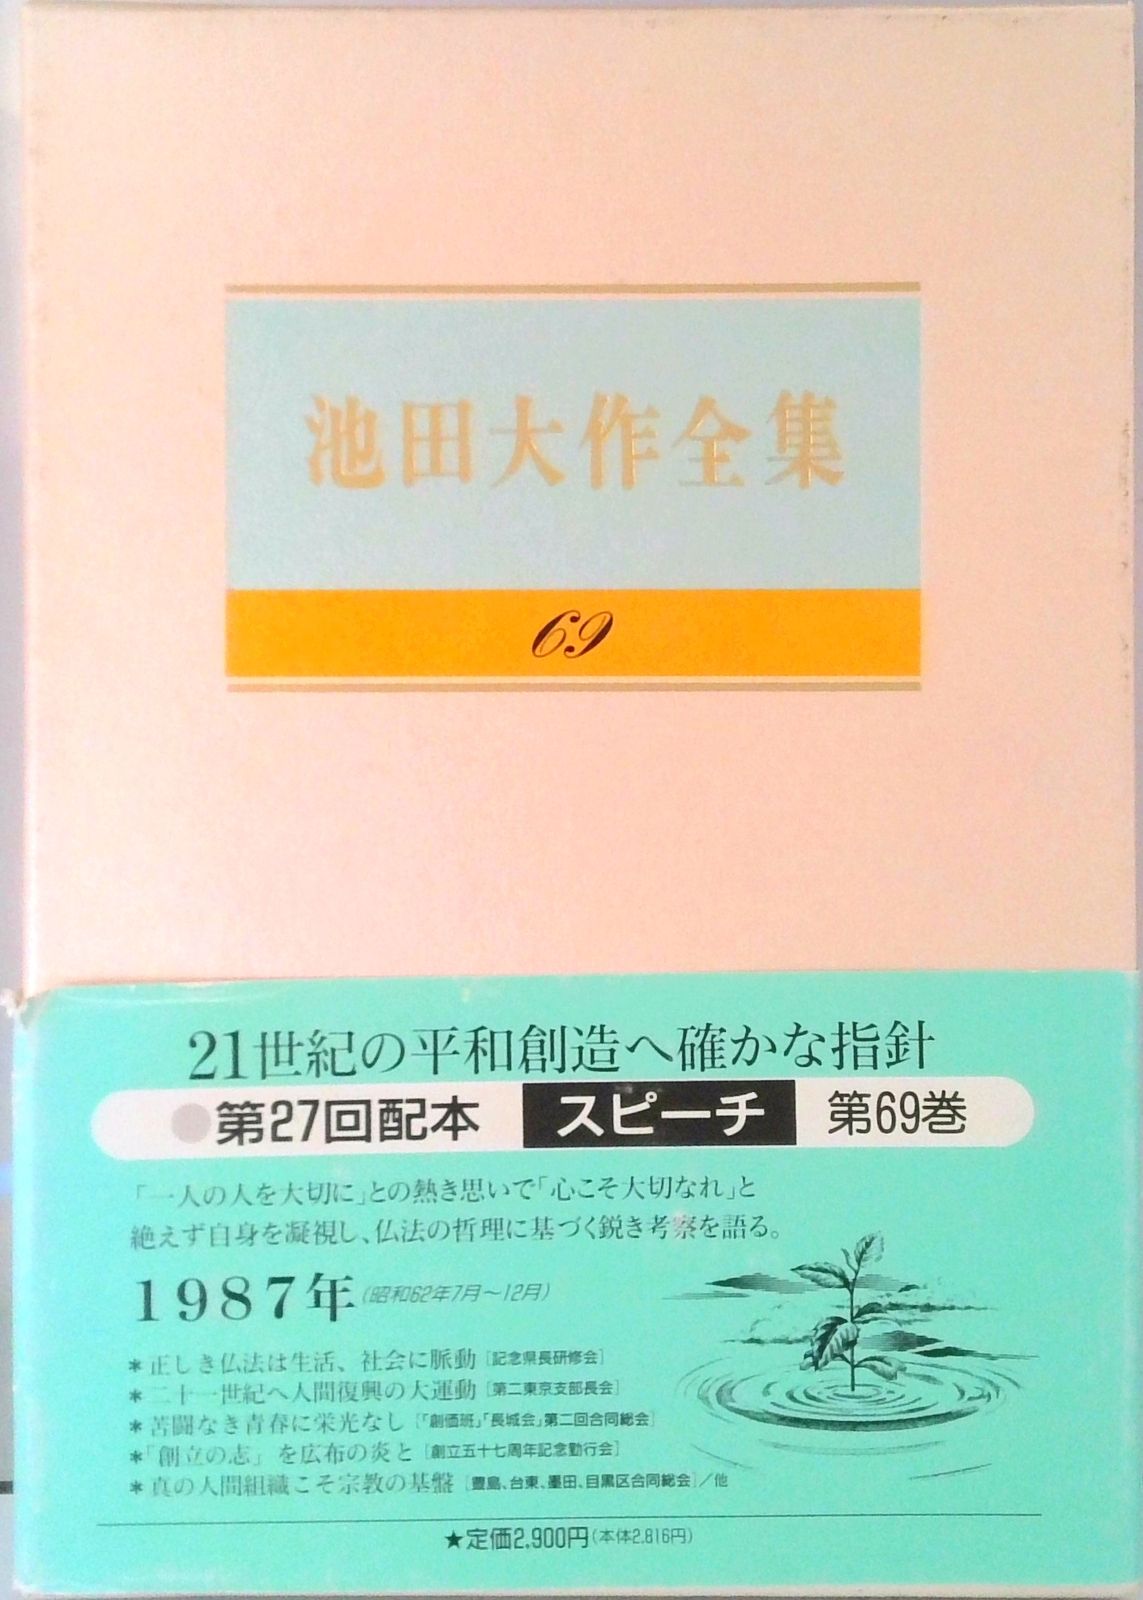 池田大作全集
69
21世紀の平和創造へ確かな指針
●第27回配本 スピーチ 第69巻
「一人の人を大切に」との熱き思いで「心こそ大切なれ」と
絶えず自身を凝視し、仏法の哲理に基づく鋭き考察を語る。
1987年(昭和62年7月〜12月)
＊正しき仏法は生活、社会に脈動［記念県長研修会］
＊二十一世紀へ人間復興の大運動［第二東京支部長会］
＊苦闘なき青春に栄光なし［「創価班」「長城会」第二回合同総会］
＊「創立の志」を広布の炎と［創立五十七周年記念勤行会］
＊真の人間組織こそ宗教の基盤［豊島、台東、墨田、目黒区合同総会］／他
★定価2,900円(本体2,816円)